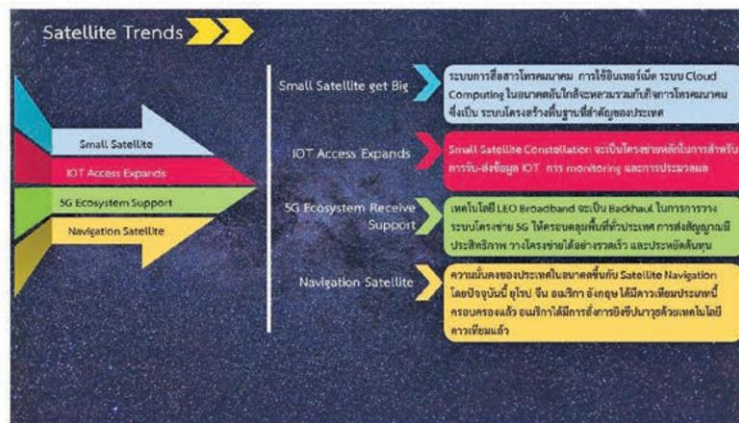 Satellite Trends
Small Satellite
IOT Access Expands
5G Ecosystem Support
Navigation Satellite
Small Satellite get Big
ระบบการสื่อสารโทรคมนาคม การใช้อินเทอร์เน็ต ระบบ Cloud
Computing ในอนาคตอันใกล้จะหลวมรวมกับกิจการโทรคมนาคม
ซึ่งเป็น ระบบโครงสร้างพื้นฐานที่สำคัญของประเทศ
IOT Access Expands
Small Satellite Constellation จะเป็นโครงข่ายหลักในการสำหรับ
การรับ-ส่งข้อมูล IOT การ monitoring และการประมวลผล
5G Ecosystem Receive
Support
เทคโนโลยี LEO Broadband จะเป็น Backhaul ในการการวาง
ระบบโครงข่าย 5G ให้ครอบคลุมพื้นที่ทั่วประเทศ การส่งสัญญาณมี
ประสิทธิภาพ วางโครงข่ายได้อย่างรวดเร็ว และประหยัดต้นทุน
Navigation Satellite
ความมั่นคงของประเทศในอนาคตขึ้นกับ Satellite Navigation
โดยปัจจุบันนี้ ยุโรป จีน อเมริกา อังกฤษ ได้มีดาวเทียมประเภทนี้
ครอบครองแล้ว อเมริกาได้มีการสั่งการยิงขีปนาวุธด้วยเทคโนโลยี
ดาวเทียมแล้ว